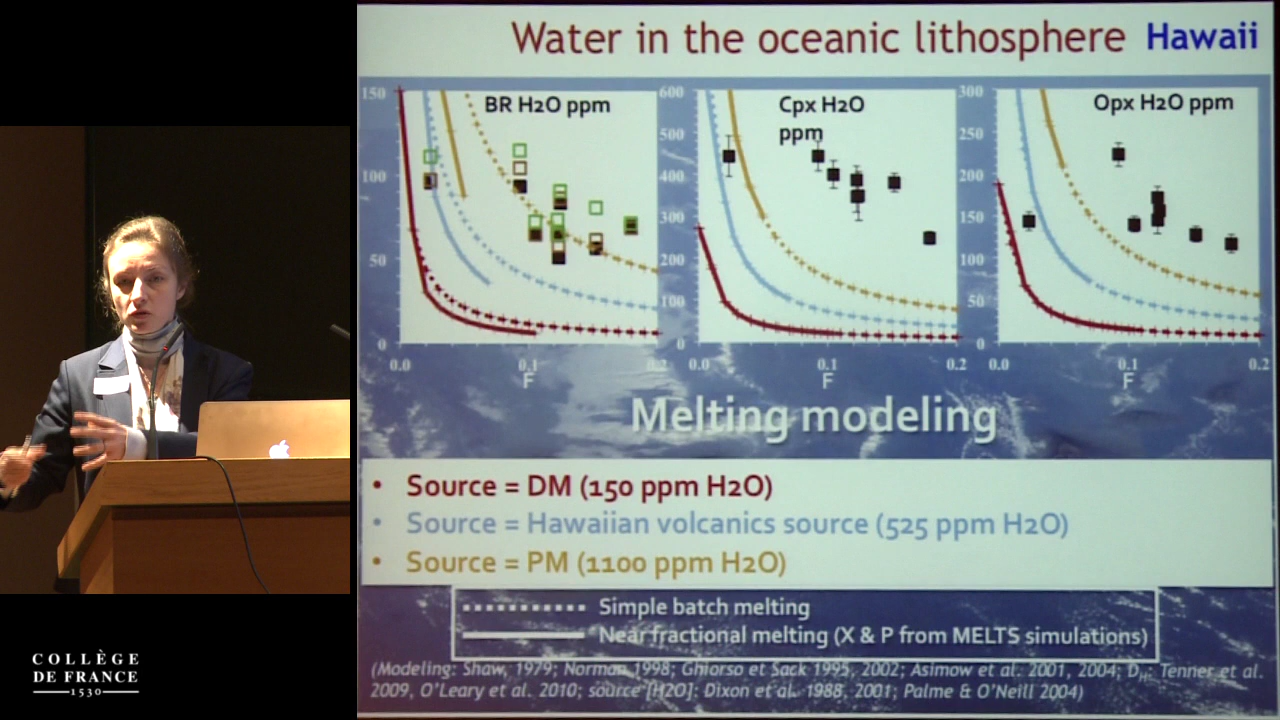 Water in the oceanic lithosphere Hawaii
150
100
50
0
BR H2O ppm
0.0 0.1 0.2
F
600
500
400
300
200
100
0
Cpx H2O
ppm
0.0 0.1 0.2
F
300
250
200
150
100
50
0
Opx H2O ppm
0.0 0.1 0.2
F
Melting modeling
• Source = DM (150 ppm H2O)
• Source = Hawaiian volcanics source (525 ppm H2O)
• Source = PM (1100 ppm H2O)
Simple batch melting
Near fractional melting (X & P from MELTS simulations)
(Modeling: Shaw, 1979; Norman 1998; Ghiorso et Sack 1995, 2002; Asimow et al. 2001, 2004; Tenner et al.
2009, O'Leary et al. 2010; source [H2O]: Dixon et al. 1988, 2001; Palme & O'Neill 2004)
COLLÈGE
DE FRANCE
1530